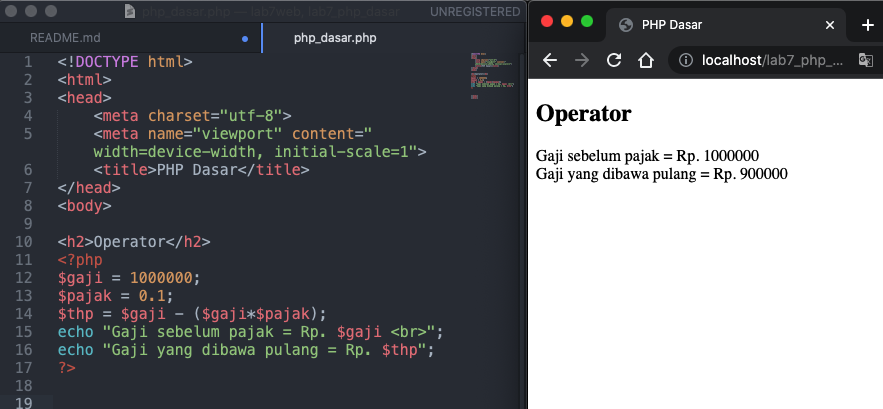 php_dasar.php — lab7web, lab7_php_dasar
UNREGISTERED
README.md
php_dasar.php
1 <!DOCTYPE html>
2 <html>
3 <head>
4 <meta charset="utf-8">
5 <meta name="viewport" content="
width=device-width, initial-scale=1">
6 <title>PHP Dasar</title>
7 </head>
8 <body>
9
10 <h2>Operator</h2>
11 <?php
12 $gaji = 1000000;
13 $pajak = 0.1;
14 $thp = $gaji - ($gaji*$pajak);
15 echo "Gaji sebelum pajak = Rp. $gaji <br>";
16 echo "Gaji yang dibawa pulang = Rp. $thp";
17 ?>
18
19
PHP Dasar
localhost/lab7_php_...
Operator
Gaji sebelum pajak = Rp. 1000000
Gaji yang dibawa pulang = Rp. 900000